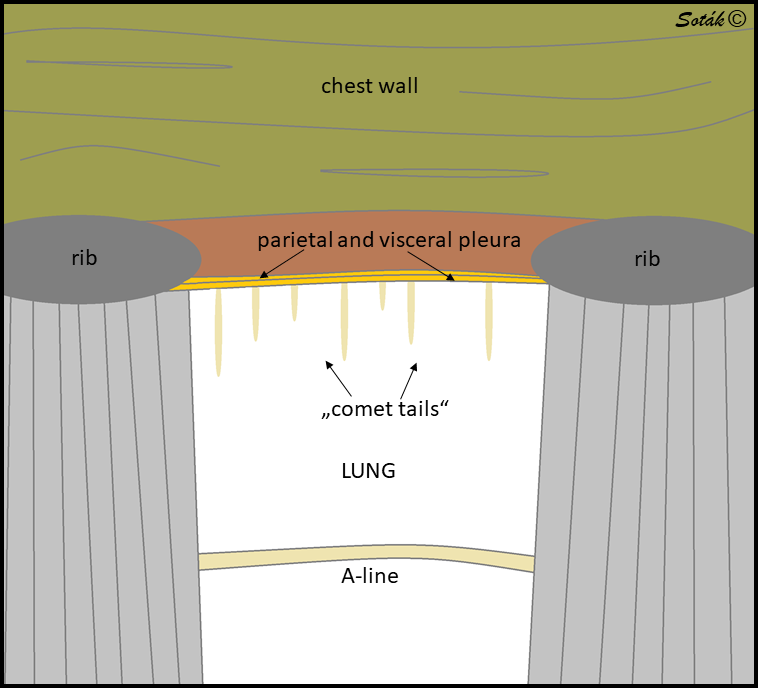 Soták ©
chest wall
parietal and visceral pleura
rib
rib
„comet tails“
LUNG
A-line